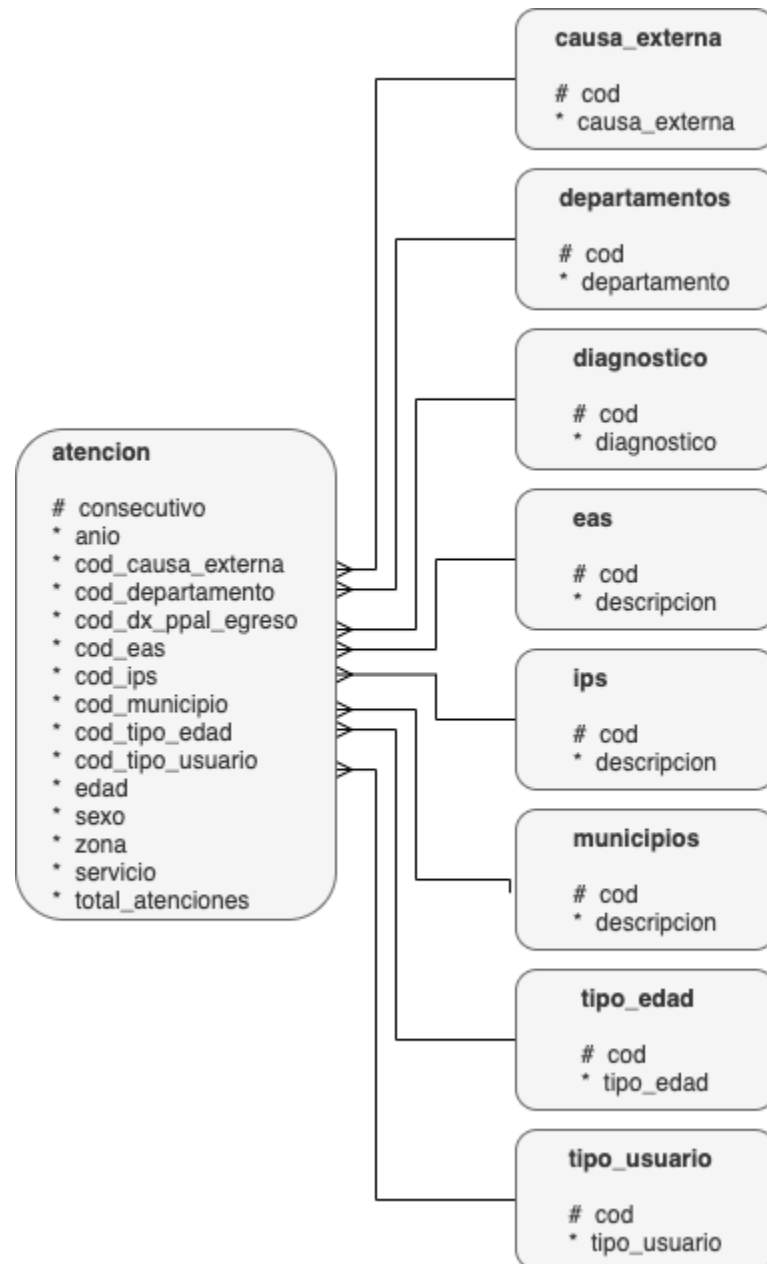 causa_externa
# cod
* causa_externa
departamentos
# cod
* departamento
diagnostico
# cod
* diagnostico
atencion
# consecutivo
* anio
* cod_causa_externa
* cod_departamento
* cod_dx_ppal_egreso
* cod_eas
* cod_ips
* cod_municipio
* cod_tipo_edad
* cod_tipo_usuario
* edad
* sexo
* zona
* servicio
* total_atenciones
eas
# cod
* descripcion
ips
# cod
* descripcion
municipios
# cod
* descripcion
tipo_edad
# cod
* tipo_edad
tipo_usuario
# cod
* tipo_usuario